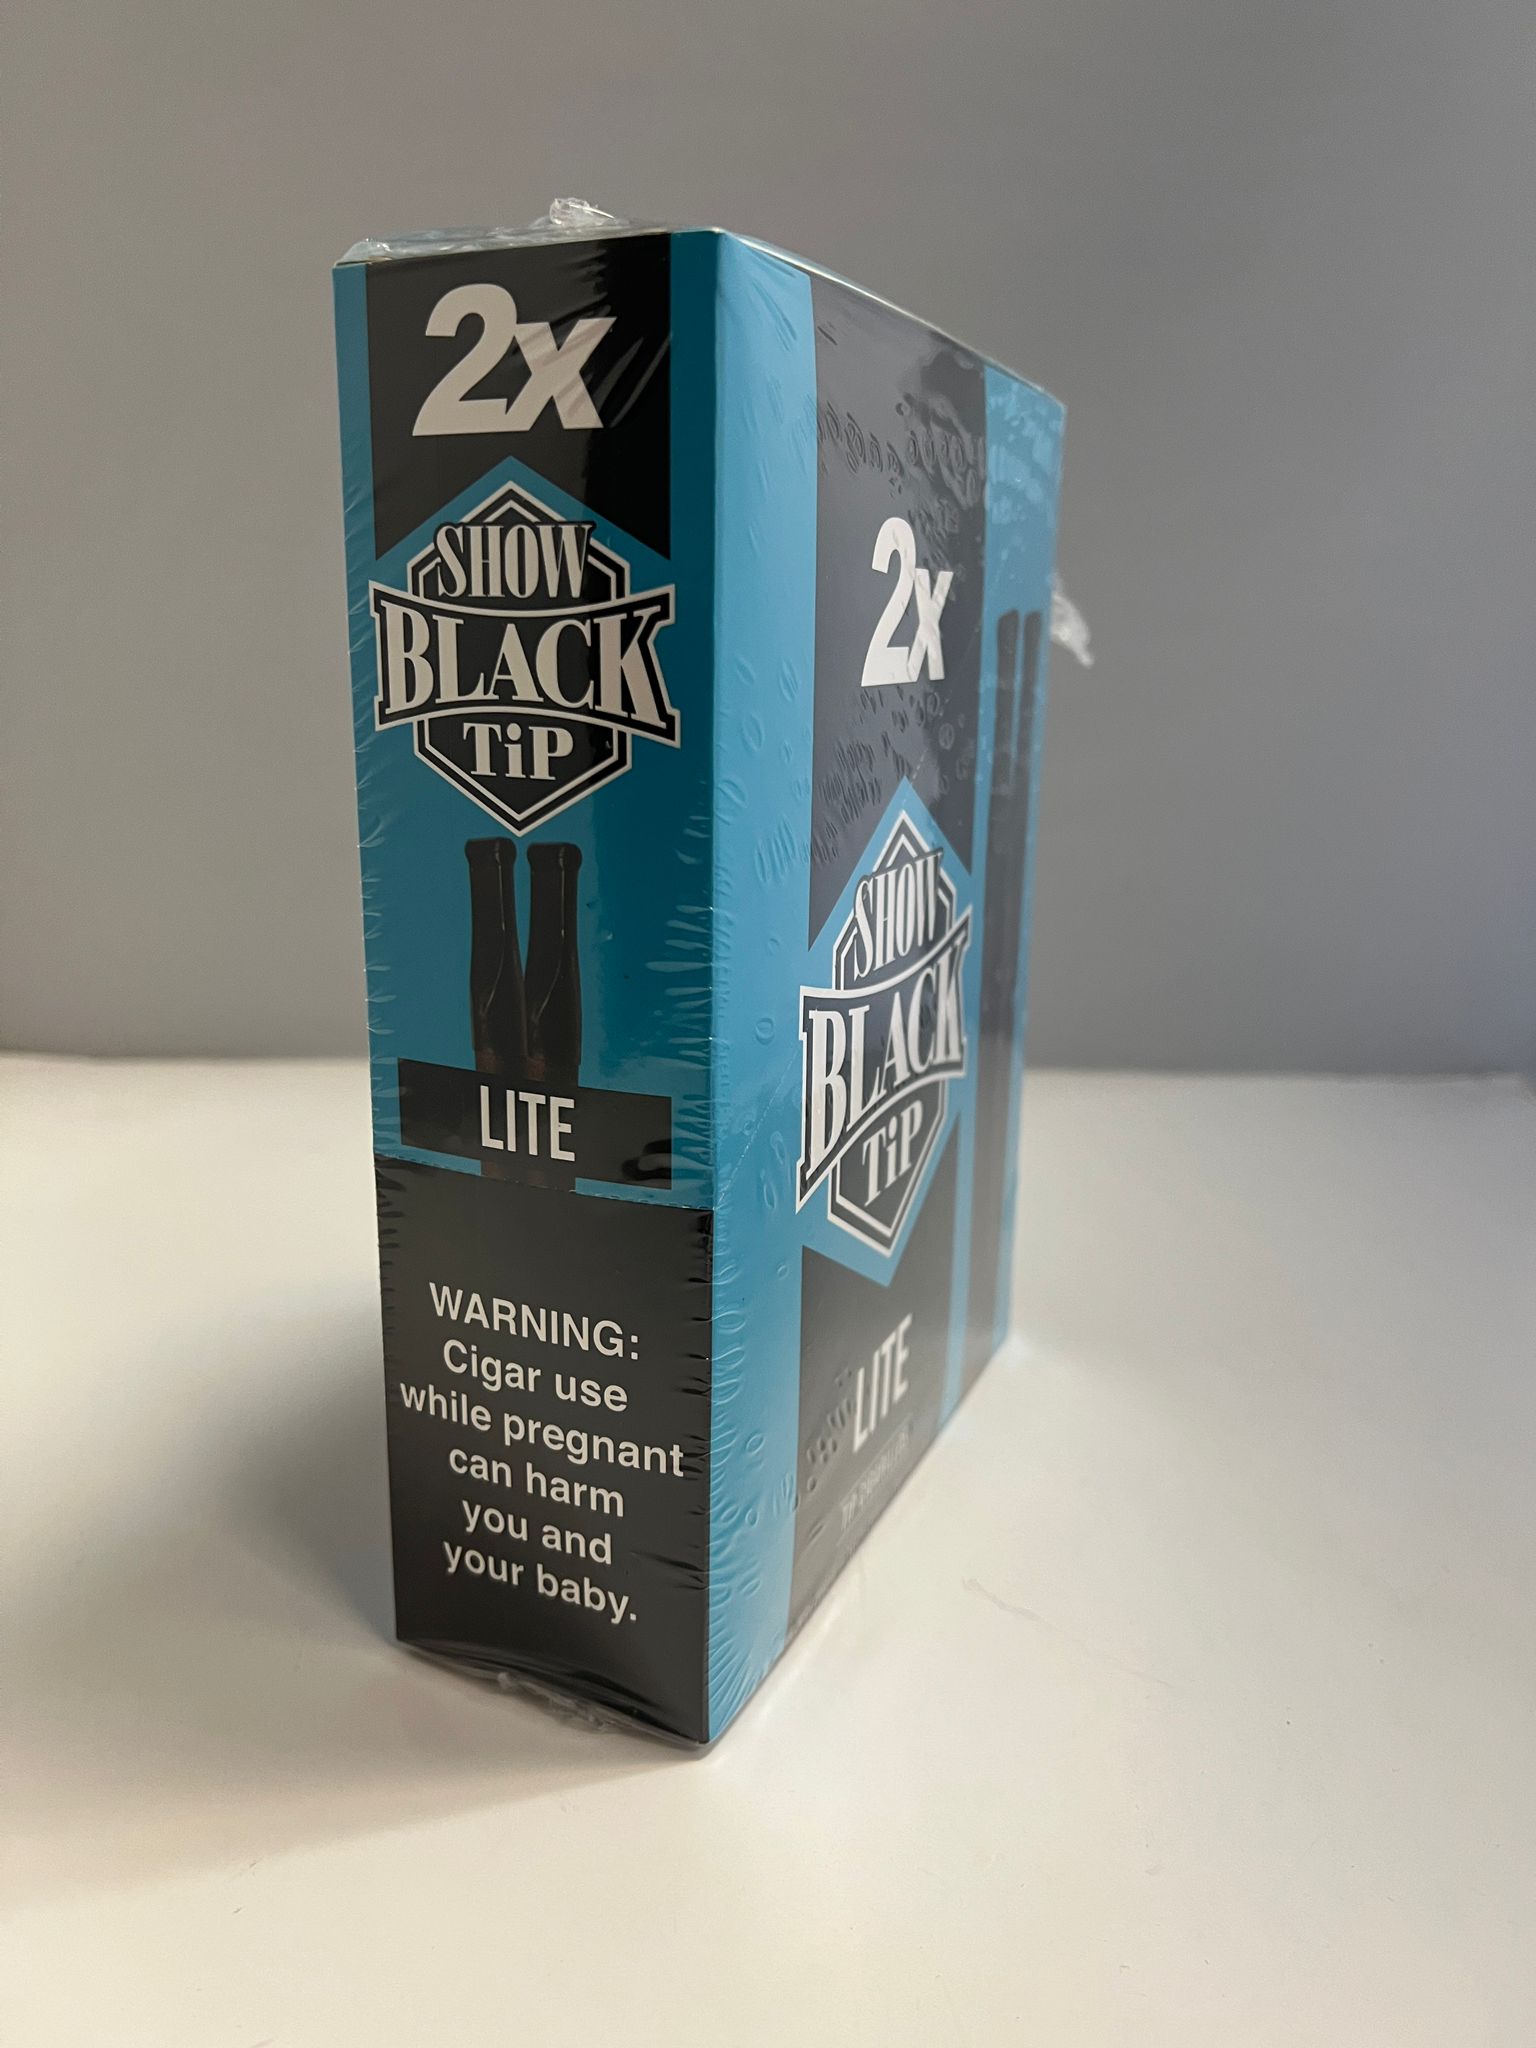 2x
SHOW
BLACK
TiP
LITE
WARNING:
Cigar use
while pregnant
can harm
you and
your baby.
2x
SHOW
BLACK
TiP
LITE